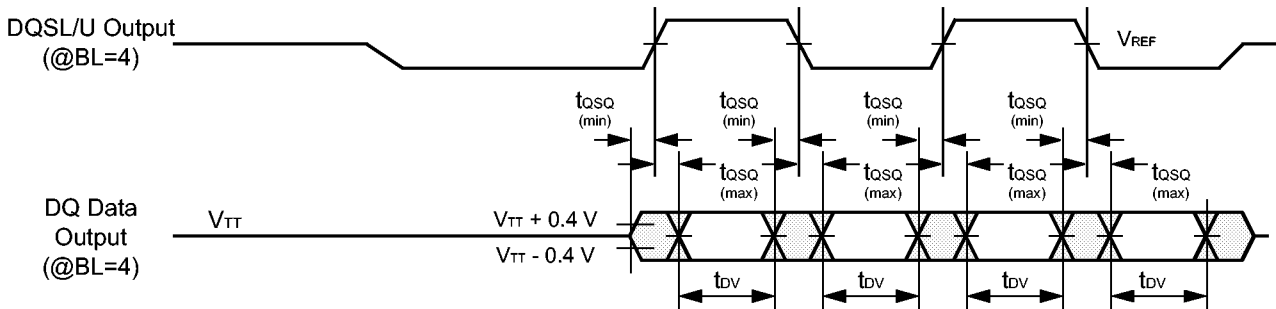 DQSL/U Output
(@BL=4)
VREF
tQSQ
(min)
tQSQ
(min)
tQSQ
(min)
tQSQ
(min)
tQSQ
(max)
tQSQ
(max)
tQSQ
(max)
tQSQ
(max)
DQ Data
Output
(@BL=4)
VTT
VTT + 0.4 V
VTT - 0.4 V
tDV
tDV
tDV
tDV